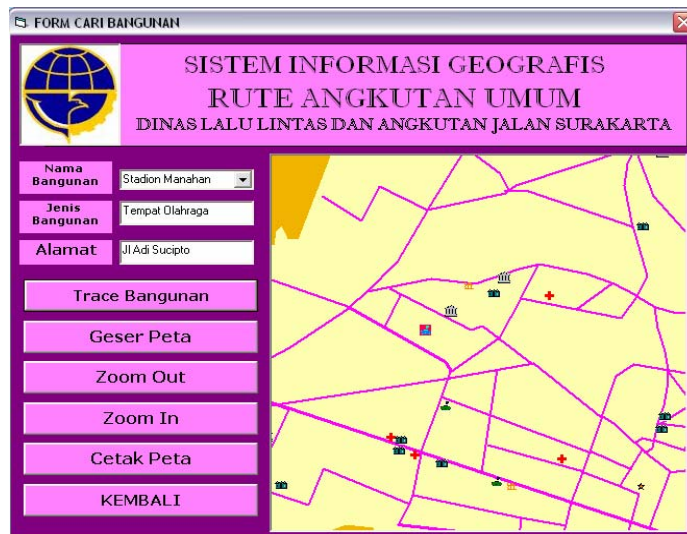 FORM CARI BANGUNAN
SISTEM INFORMASI GEOGRAFIS
RUTE ANGKUTAN UMUM
DINAS LALU LINTAS DAN ANGKUTAN JALAN SURAKARTA
Nama
Bangunan
Stadion Manahan
Jenis
Bangunan
Tempat Olahraga
Alamat
Jl Adi Sucipto
Trace Bangunan
Geser Peta
Zoom Out
Zoom In
Cetak Peta
KEMBALI